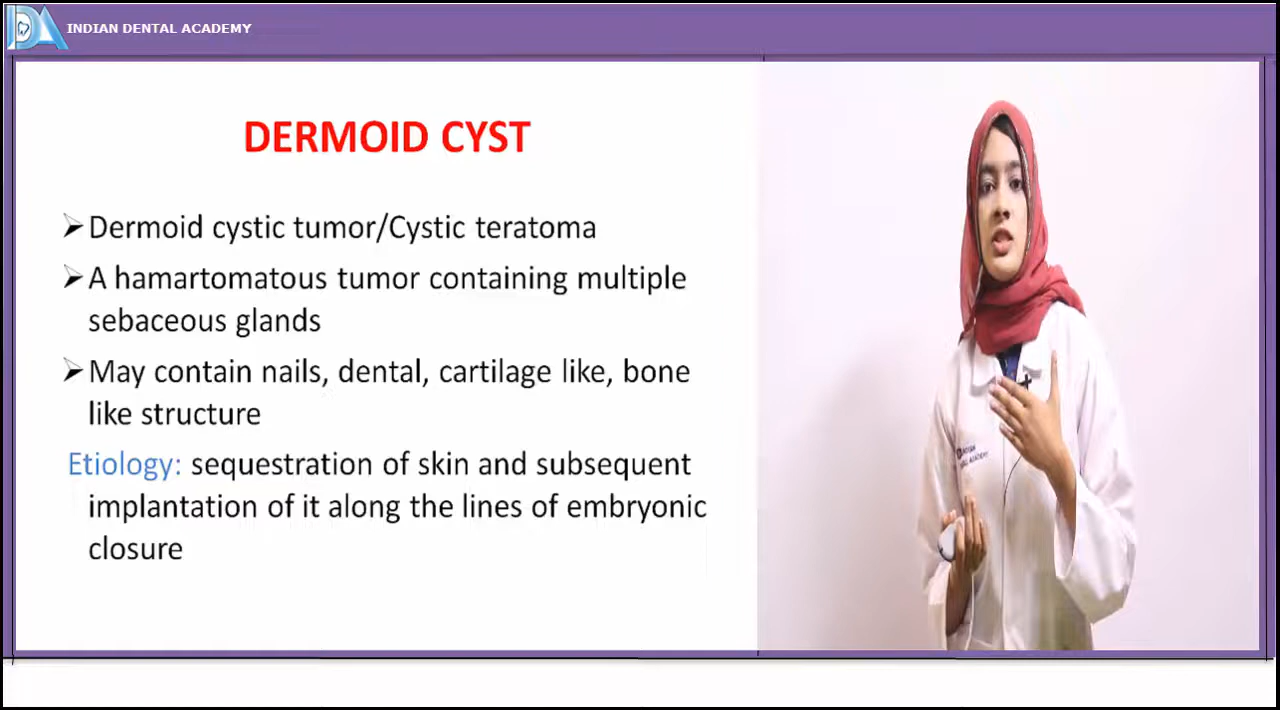 INDIAN DENTAL ACADEMY
DERMOID CYST
➢Dermoid cystic tumor/Cystic teratoma
➢A hamartomatous tumor containing multiple
sebaceous glands
➢May contain nails, dental, cartilage like, bone
like structure
Etiology: sequestration of skin and subsequent
implantation of it along the lines of embryonic
closure
INDIAN
ACADEMY